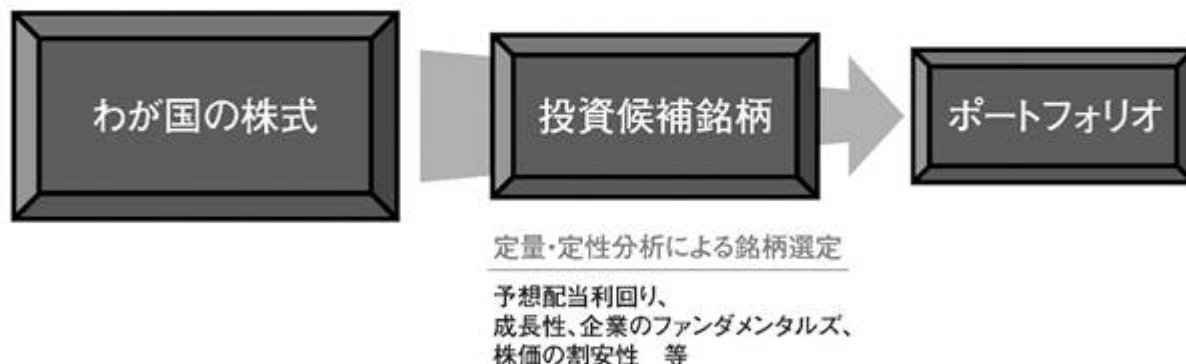 わが国の株式
投資候補銘柄
ポートフォリオ
定量・定性分析による銘柄選定
予想配当利回り、
成長性、企業のファンダメンタルズ、
株価の割安性　等